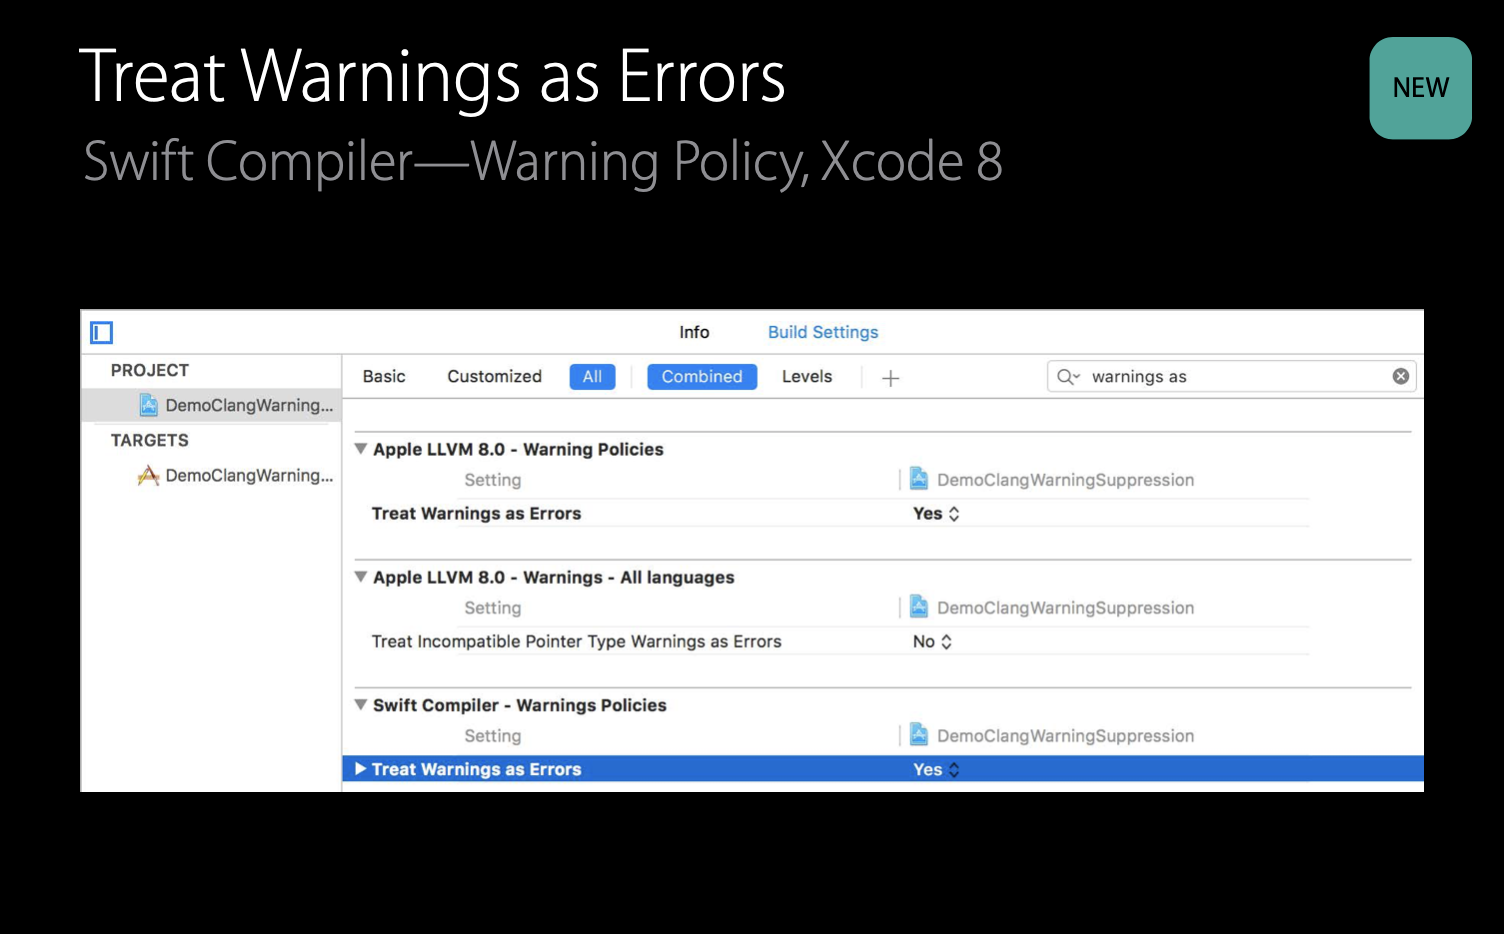 Treat Warnings as Errors
NEW
Swift Compiler—Warning Policy, Xcode 8
Info Build Settings
PROJECT
DemoClangWarning...
TARGETS
DemoClangWarning...
Basic Customized All Combined Levels + warnings as
Apple LLVM 8.0 - Warning Policies
Setting DemoClangWarningSuppression
Treat Warnings as Errors Yes
Apple LLVM 8.0 - Warnings - All languages
Setting DemoClangWarningSuppression
Treat Incompatible Pointer Type Warnings as Errors No
Swift Compiler - Warnings Policies
Setting DemoClangWarningSuppression
Treat Warnings as Errors Yes